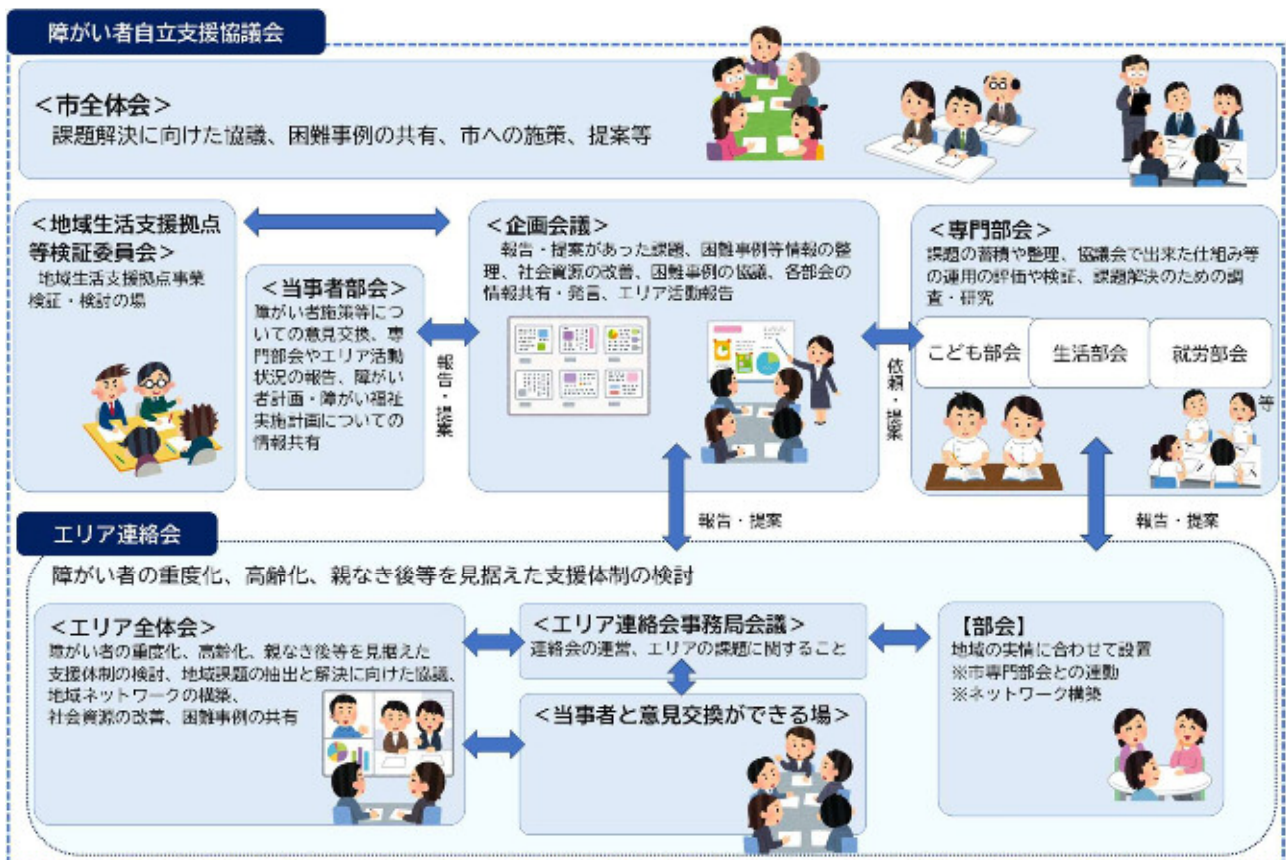 障がい者自立支援協議会
＜市全体会＞
課題解決に向けた協議、困難事例の共有、市への施策、提案等
＜地域生活支援拠点
等検証委員会＞
地域生活支援拠点事業
検証・検討の場
＜当事者部会＞
障がい者施策等につ
いての意見交換、専
門部会やエリア活動
状況の報告、障がい
者計画・障がい福祉
実施計画についての
情報共有
報告・提案
＜企画会議＞
報告・提案があった課題、困難事例等情報の整
理、社会資源の改善、困難事例の協議、各部会の
情報共有・発言、エリア活動報告
依頼・提案
＜専門部会＞
課題の蓄積や整理、協議会で出来た仕組み等
の運用の評価や検証、課題解決のための調
査・研究
こども部会
生活部会
就労部会
等
報告・提案
報告・提案
エリア連絡会
障がい者の重度化、高齢化、親なき後等を見据えた支援体制の検討
＜エリア全体会＞
障がい者の重度化、高齢化、親なき後等を見据えた
支援体制の検討、地域課題の抽出と解決に向けた協議、
地域ネットワークの構築、
社会資源の改善、困難事例の共有
＜エリア連絡会事務局会議＞
連絡会の運営、エリアの課題に関すること
＜当事者と意見交換ができる場＞
【部会】
地域の実情に合わせて設置
※市専門部会との連動
※ネットワーク構築